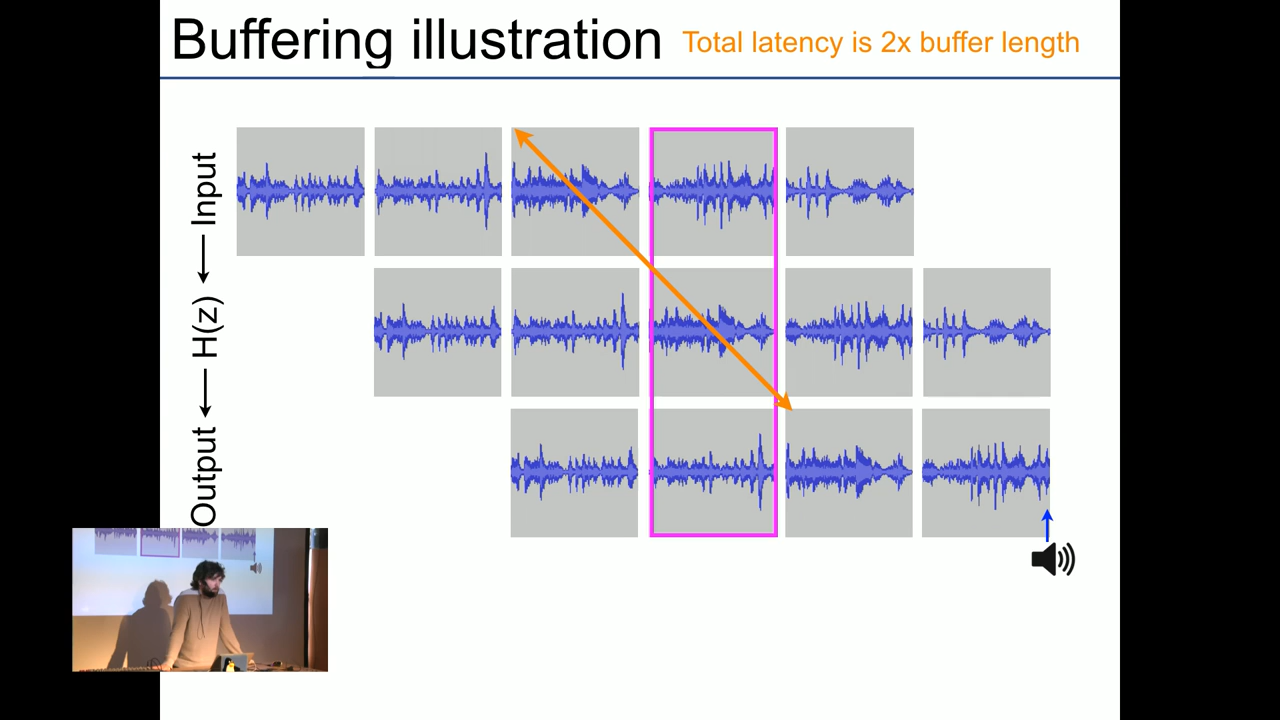 Buffering illustration
Total latency is 2x buffer length
Input
H(z)
Output